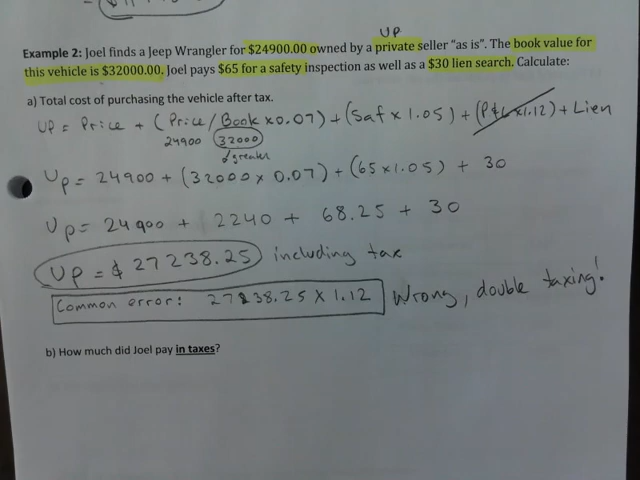 UP
Example 2: Joel finds a Jeep Wrangler for $24900.00 owned by a private seller “as is”. The book value for
this vehicle is $32000.00. Joel pays $65 for a safety inspection as well as a $30 lien search. Calculate:
a) Total cost of purchasing the vehicle after tax.
UP = Price + (Price/Book x0.07) + (Saf x 1.05) + (P&L x1.12) + Lien
24900 32000
greater
UP = 24900 + (32000 x 0.07) + (65 x 1.05) + 30
UP = 24900 + 2240 + 68.25 + 30
UP = $27238.25 including tax
Common error: 27238.25 X 1.12 Wrong, double taxing!
b) How much did Joel pay in taxes?